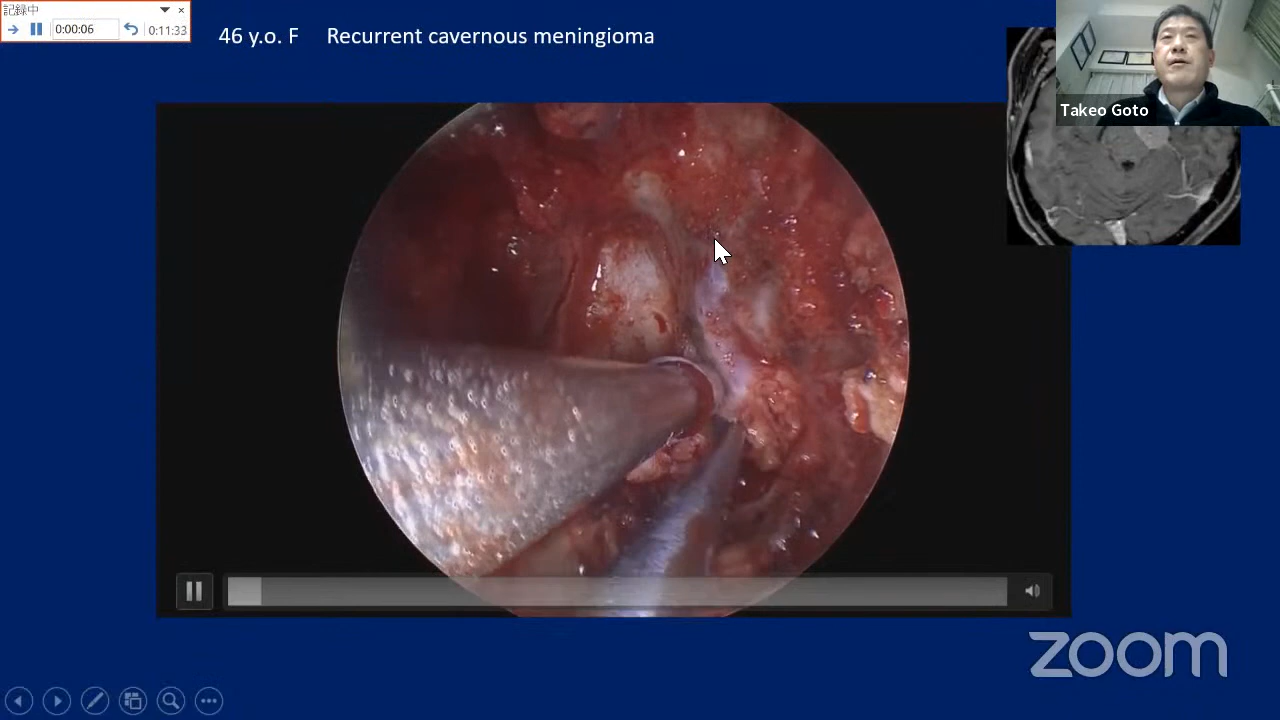 記録中
0:00:06
0:11:33
46 y.o. F Recurrent cavernous meningioma
Takeo Goto
zoom